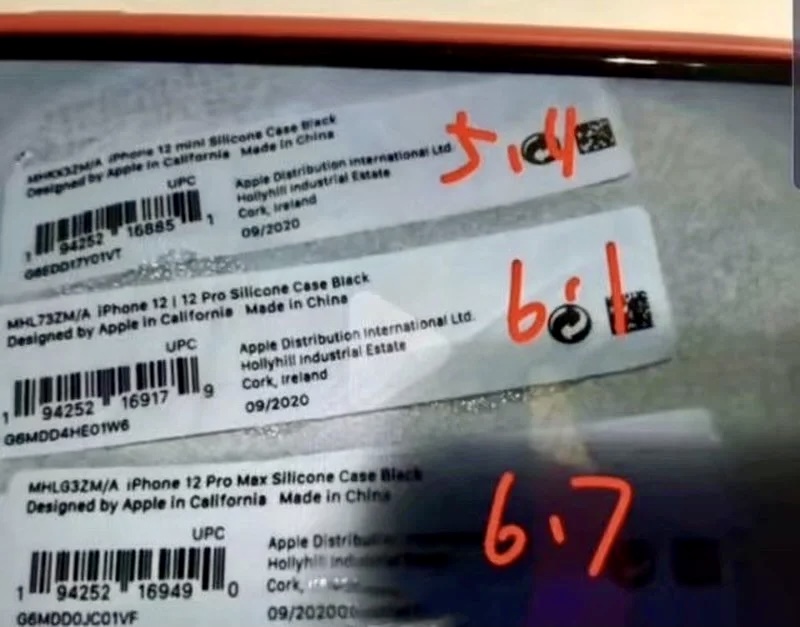 MHKX3ZM/A iPhone 12 mini Silicone Case Black
Designed by Apple in California Made in China
UPC
1 94252 16885 1
G6EDD17Y01VT
Apple Distribution International Ltd.
Hollyhill Industrial Estate
Cork, Ireland
09/2020
5.4
MHL73ZM/A iPhone 12 | 12 Pro Silicone Case Black
Designed by Apple in California Made in China
UPC
1 94252 16917 9
G6MDD4HE01W6
Apple Distribution International Ltd.
Hollyhill Industrial Estate
Cork, Ireland
09/2020
6.1
MHLG3ZM/A iPhone 12 Pro Max Silicone Case Black
Designed by Apple in California Made in China
UPC
1 94252 16949 0
G6MDD0JC01VF
Apple
Hollyhill
Cork,
6.7